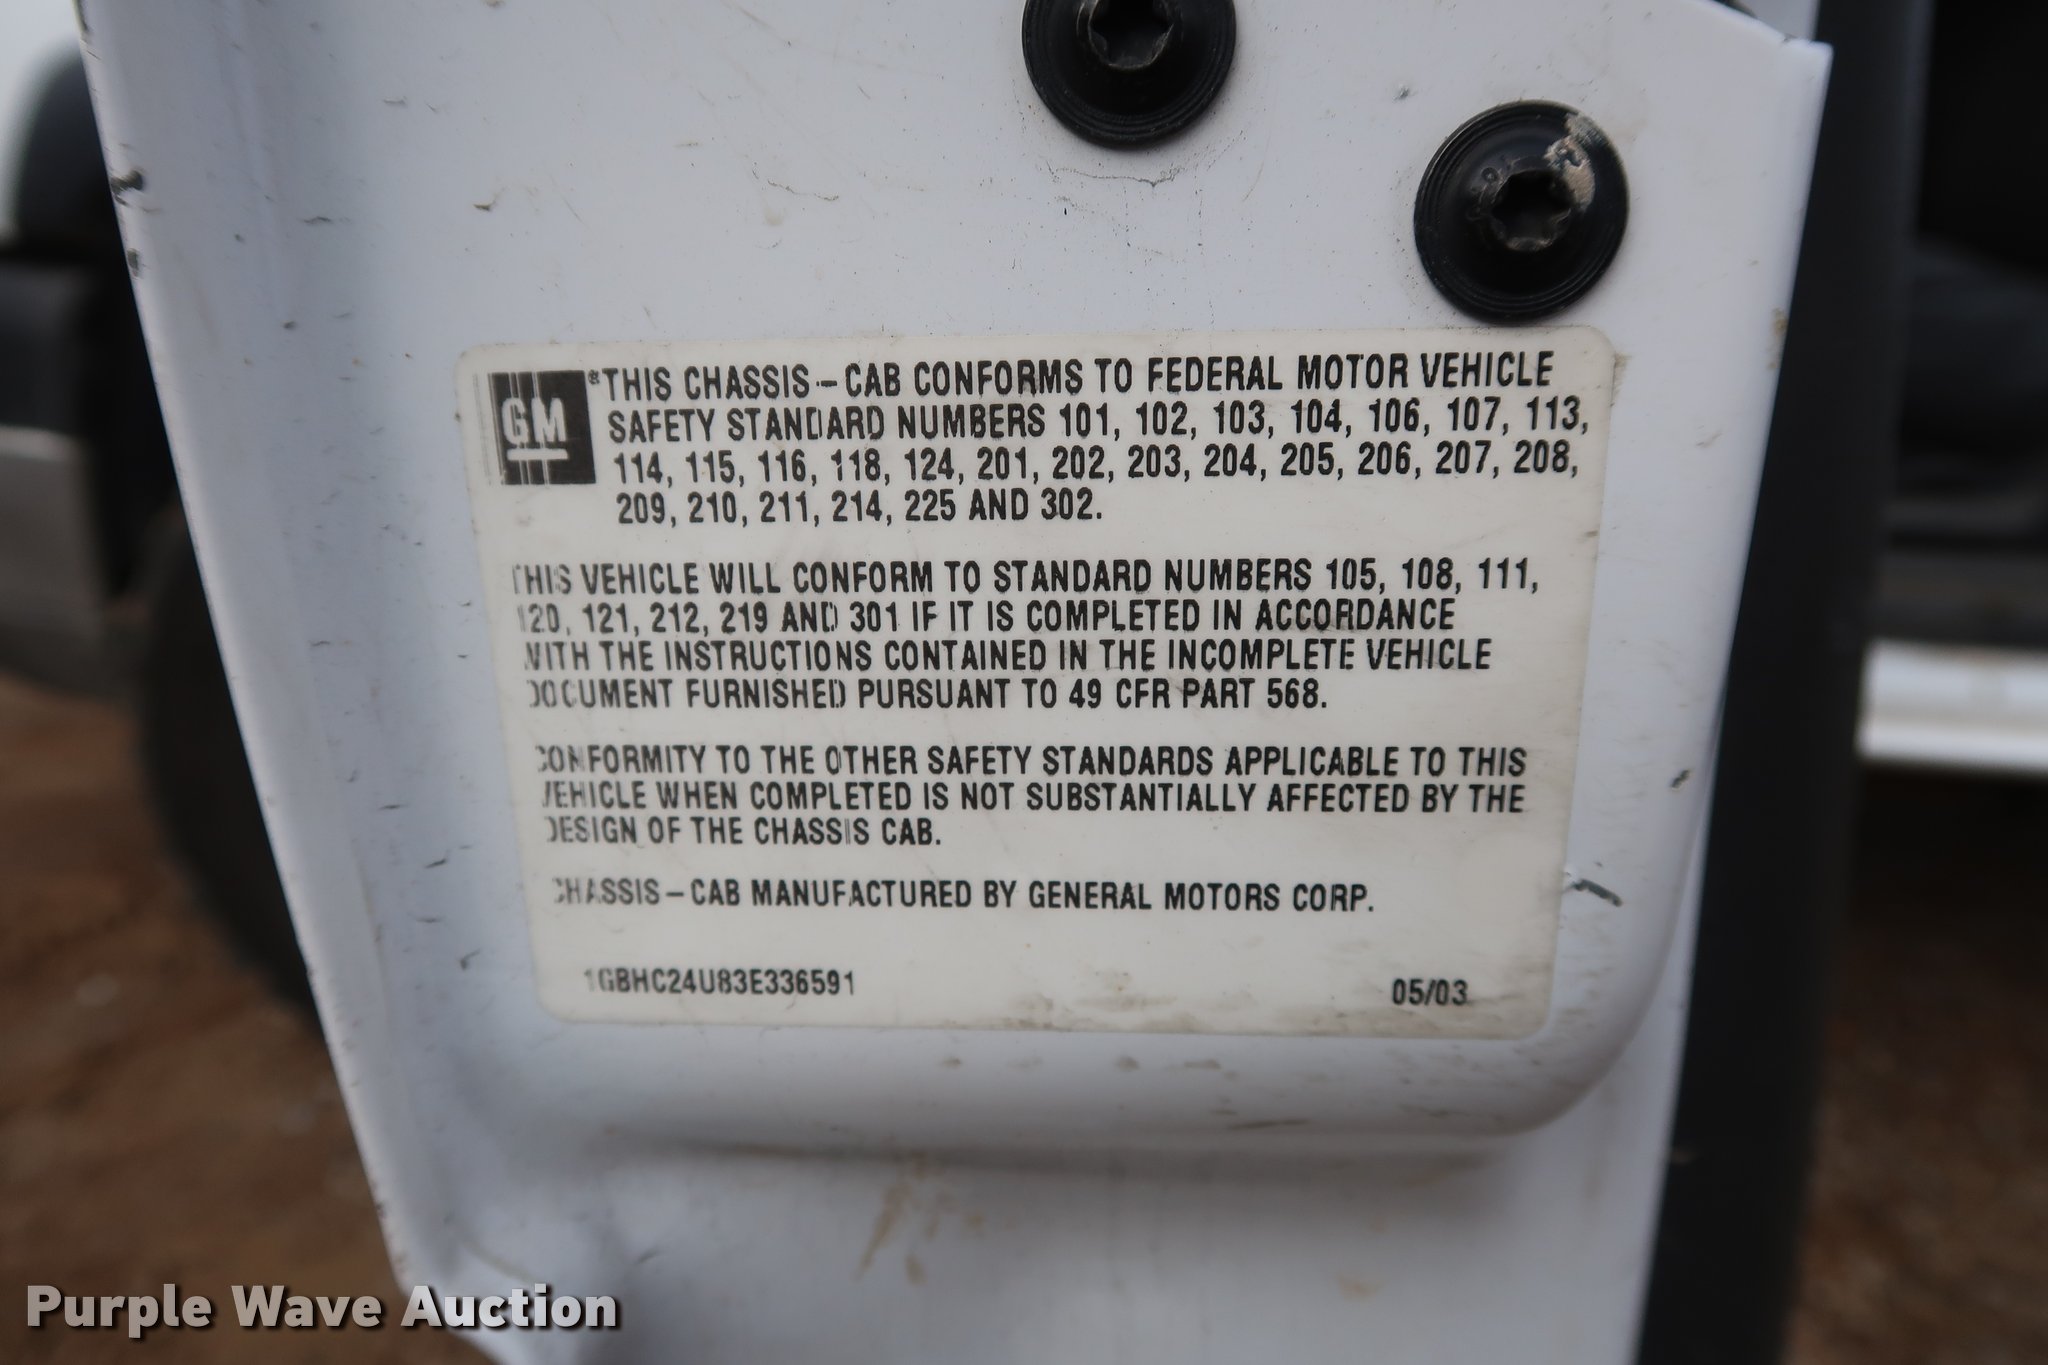 GM
®THIS CHASSIS–CAB CONFORMS TO FEDERAL MOTOR VEHICLE
SAFETY STANDARD NUMBERS 101, 102, 103, 104, 106, 107, 113,
114, 115, 116, 118, 124, 201, 202, 203, 204, 205, 206, 207, 208,
209, 210, 211, 214, 225 AND 302.
THIS VEHICLE WILL CONFORM TO STANDARD NUMBERS 105, 108, 111,
120, 121, 212, 219 AND 301 IF IT IS COMPLETED IN ACCORDANCE
WITH THE INSTRUCTIONS CONTAINED IN THE INCOMPLETE VEHICLE
DOCUMENT FURNISHED PURSUANT TO 49 CFR PART 568.
CONFORMITY TO THE OTHER SAFETY STANDARDS APPLICABLE TO THIS
VEHICLE WHEN COMPLETED IS NOT SUBSTANTIALLY AFFECTED BY THE
DESIGN OF THE CHASSIS CAB.
CHASSIS–CAB MANUFACTURED BY GENERAL MOTORS CORP.
1GBHC24U83E336591 05/03
Purple Wave Auction